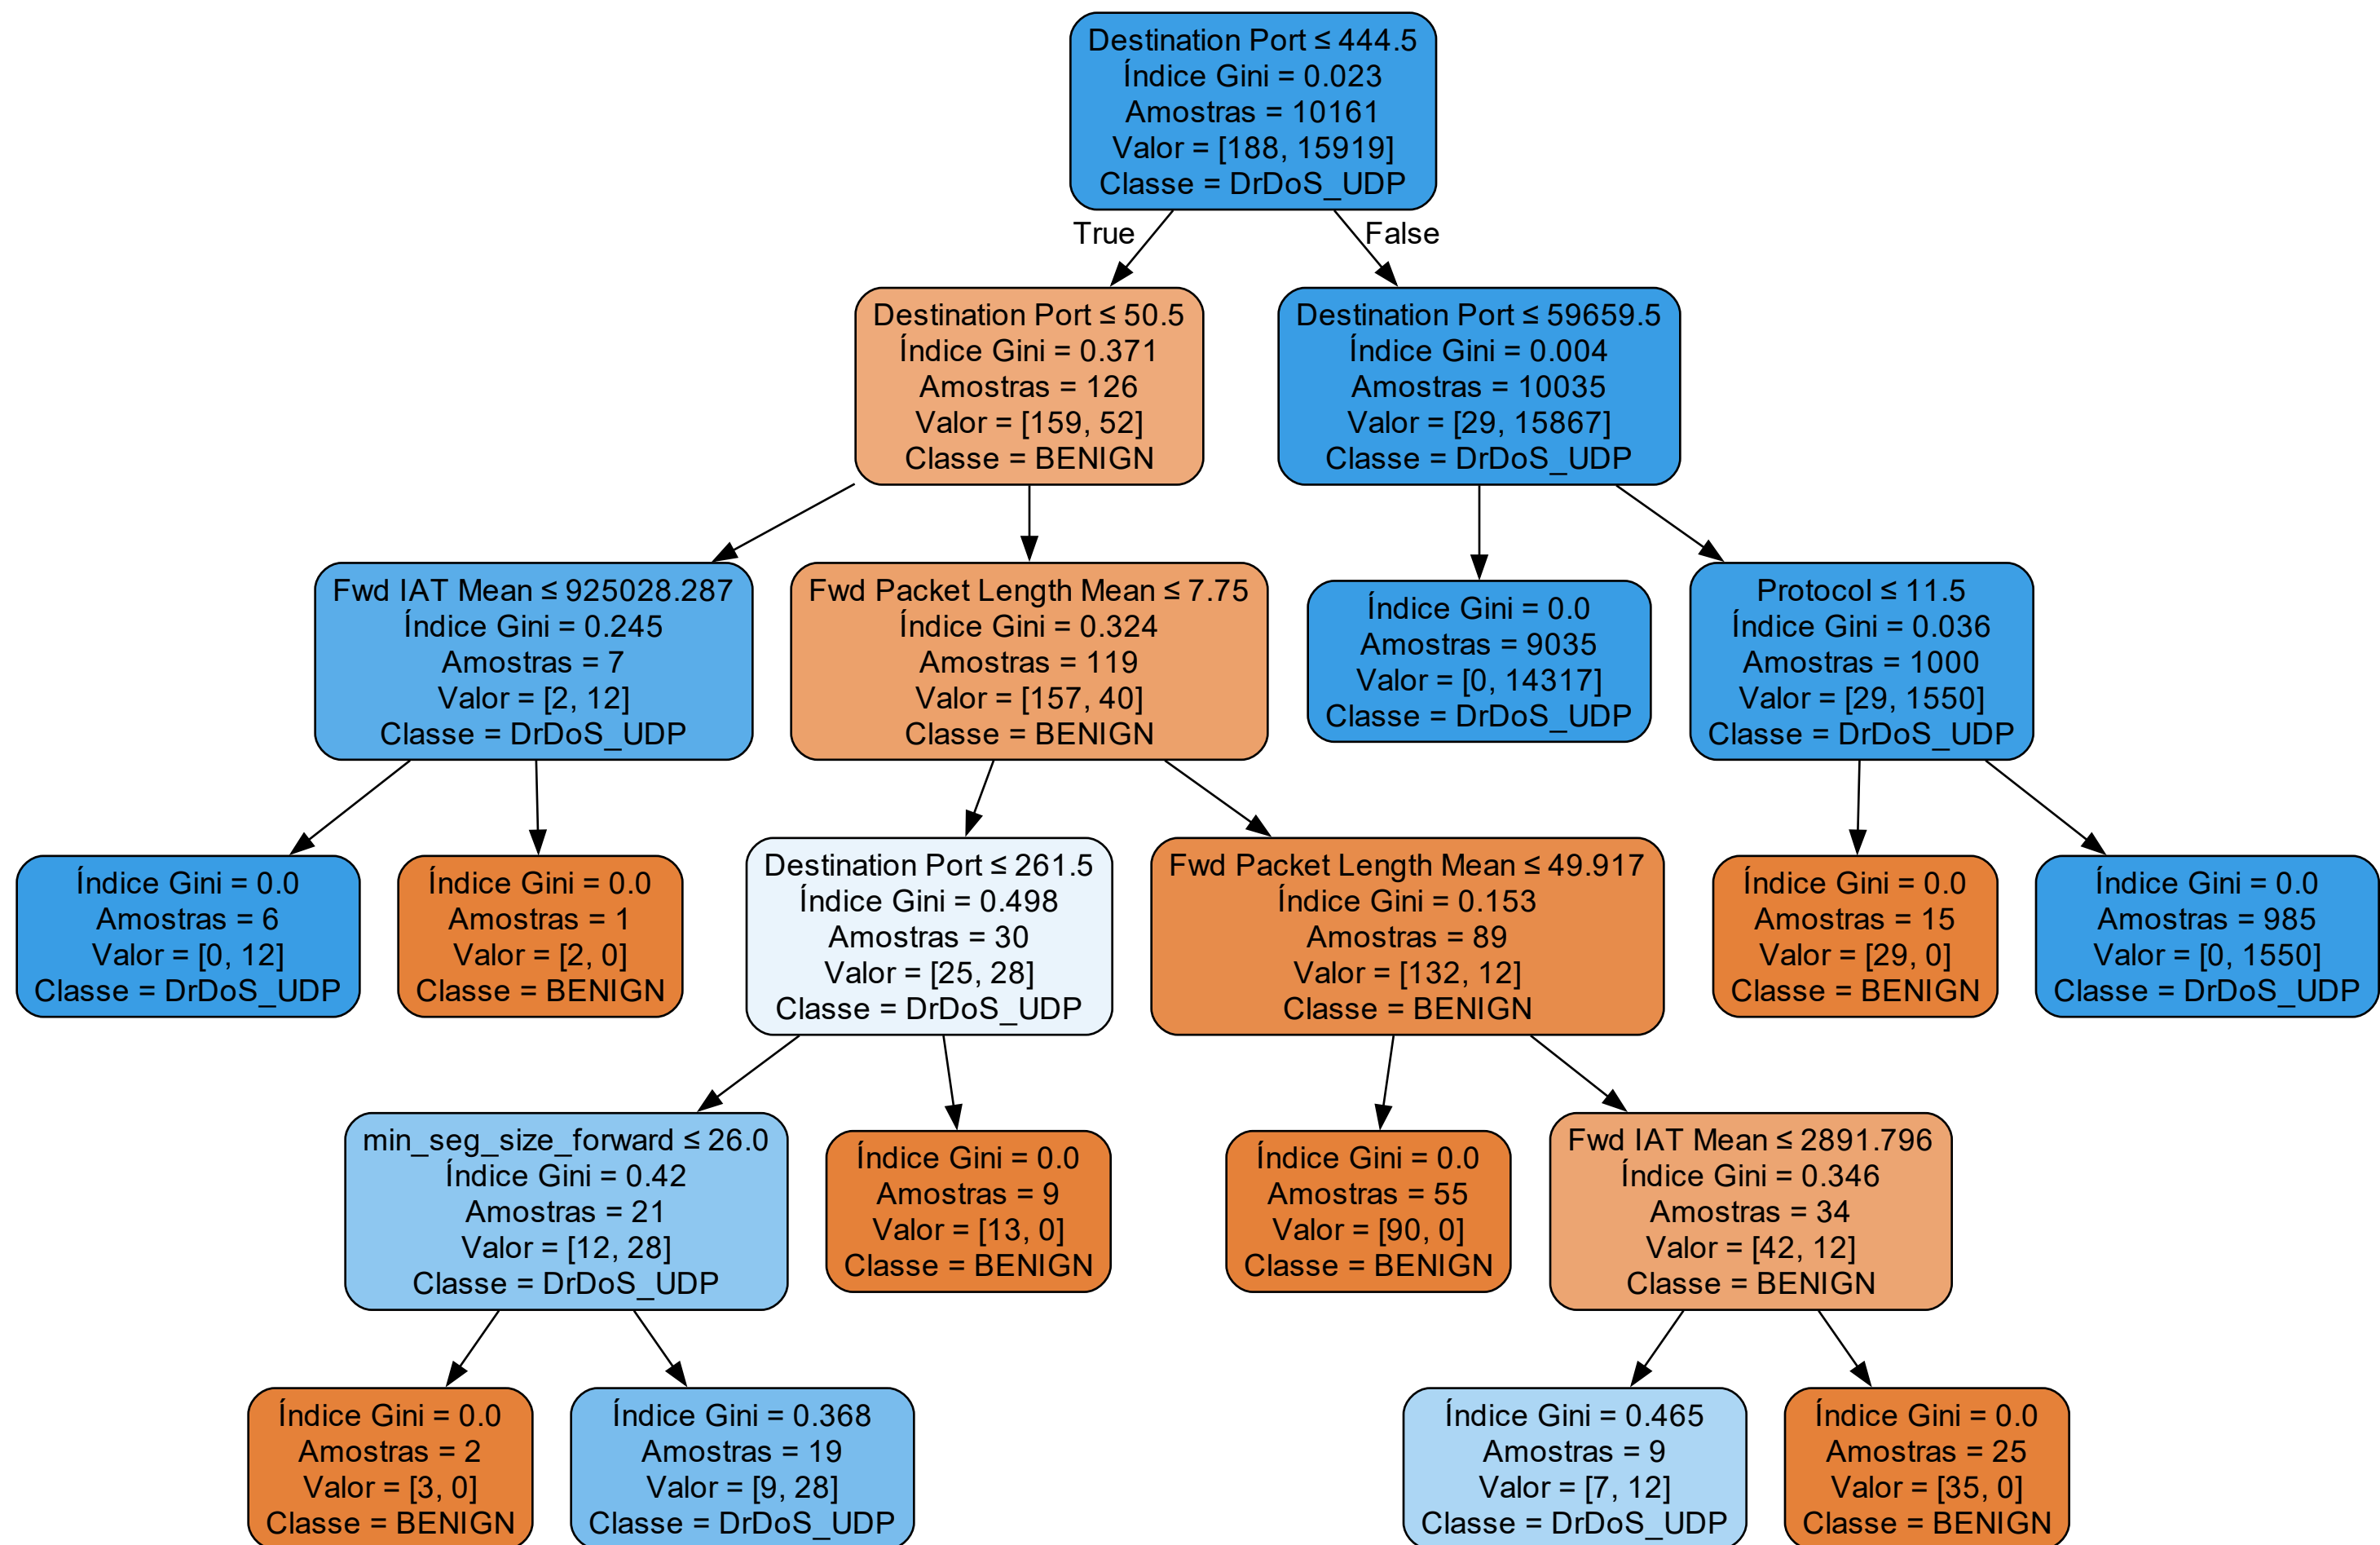 Destination Port ≤ 444.5
Índice Gini = 0.023
Amostras = 10161
Valor = [188, 15919]
Classe = DrDoS_UDP
True
False
Destination Port ≤ 50.5
Índice Gini = 0.371
Amostras = 126
Valor = [159, 52]
Classe = BENIGN
Destination Port ≤ 59659.5
Índice Gini = 0.004
Amostras = 10035
Valor = [29, 15867]
Classe = DrDoS_UDP
Fwd IAT Mean ≤ 925028.287
Índice Gini = 0.245
Amostras = 7
Valor = [2, 12]
Classe = DrDoS_UDP
Fwd Packet Length Mean ≤ 7.75
Índice Gini = 0.324
Amostras = 119
Valor = [157, 40]
Classe = BENIGN
Índice Gini = 0.0
Amostras = 9035
Valor = [0, 14317]
Classe = DrDoS_UDP
Protocol ≤ 11.5
Índice Gini = 0.036
Amostras = 1000
Valor = [29, 1550]
Classe = DrDoS_UDP
Índice Gini = 0.0
Amostras = 6
Valor = [0, 12]
Classe = DrDoS_UDP
Índice Gini = 0.0
Amostras = 1
Valor = [2, 0]
Classe = BENIGN
Destination Port ≤ 261.5
Índice Gini = 0.498
Amostras = 30
Valor = [25, 28]
Classe = DrDoS_UDP
Fwd Packet Length Mean ≤ 49.917
Índice Gini = 0.153
Amostras = 89
Valor = [132, 12]
Classe = BENIGN
Índice Gini = 0.0
Amostras = 15
Valor = [29, 0]
Classe = BENIGN
Índice Gini = 0.0
Amostras = 985
Valor = [0, 1550]
Classe = DrDoS_UDP
min_seg_size_forward ≤ 26.0
Índice Gini = 0.42
Amostras = 21
Valor = [12, 28]
Classe = DrDoS_UDP
Índice Gini = 0.0
Amostras = 9
Valor = [13, 0]
Classe = BENIGN
Índice Gini = 0.0
Amostras = 55
Valor = [90, 0]
Classe = BENIGN
Fwd IAT Mean ≤ 2891.796
Índice Gini = 0.346
Amostras = 34
Valor = [42, 12]
Classe = BENIGN
Índice Gini = 0.0
Amostras = 2
Valor = [3, 0]
Classe = BENIGN
Índice Gini = 0.368
Amostras = 19
Valor = [9, 28]
Classe = DrDoS_UDP
Índice Gini = 0.465
Amostras = 9
Valor = [7, 12]
Classe = DrDoS_UDP
Índice Gini = 0.0
Amostras = 25
Valor = [35, 0]
Classe = BENIGN